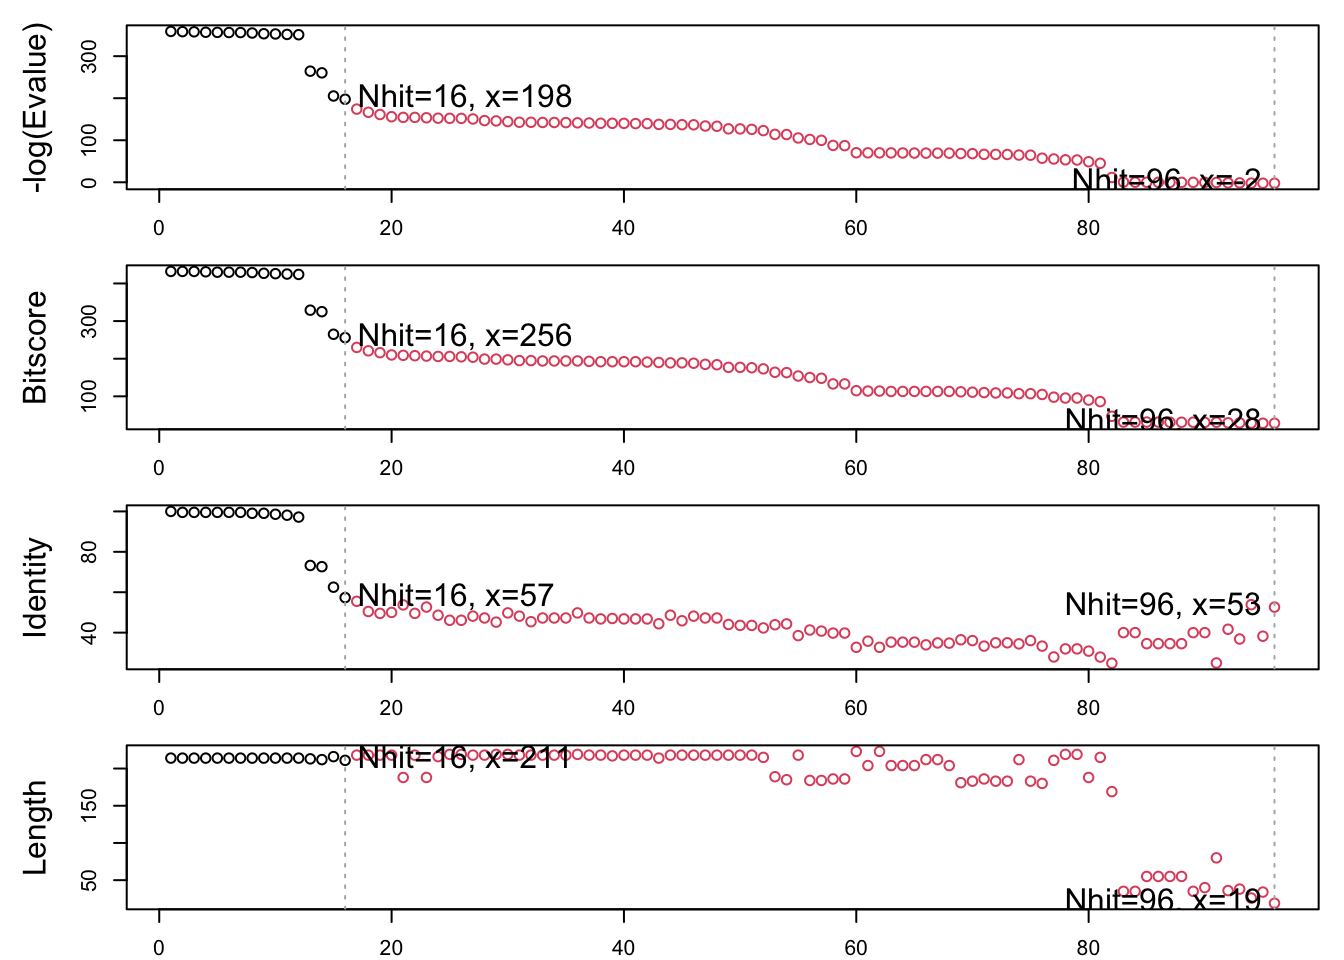 -log(Evalue)
300
100
0
Nhit=16, x=198
Nhit=96, x=-2
0 20 40 60 80
Bitscore
300
100
Nhit=16, x=256
Nhit=96, x=28
0 20 40 60 80
Identity
80
40
Nhit=16, x=57
Nhit=96, x=53
0 20 40 60 80
Length
150
50
Nhit=16, x=211
Nhit=96, x=19
0 20 40 60 80